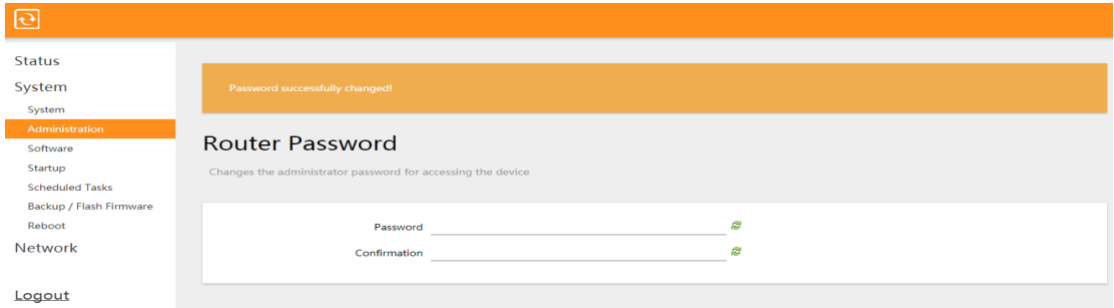 Status
System
System
Administration
Software
Startup
Scheduled Tasks
Backup / Flash Firmware
Reboot
Network
Logout
Password successfully changed!
Router Password
Changes the administrator password for accessing the device
Password
Confirmation